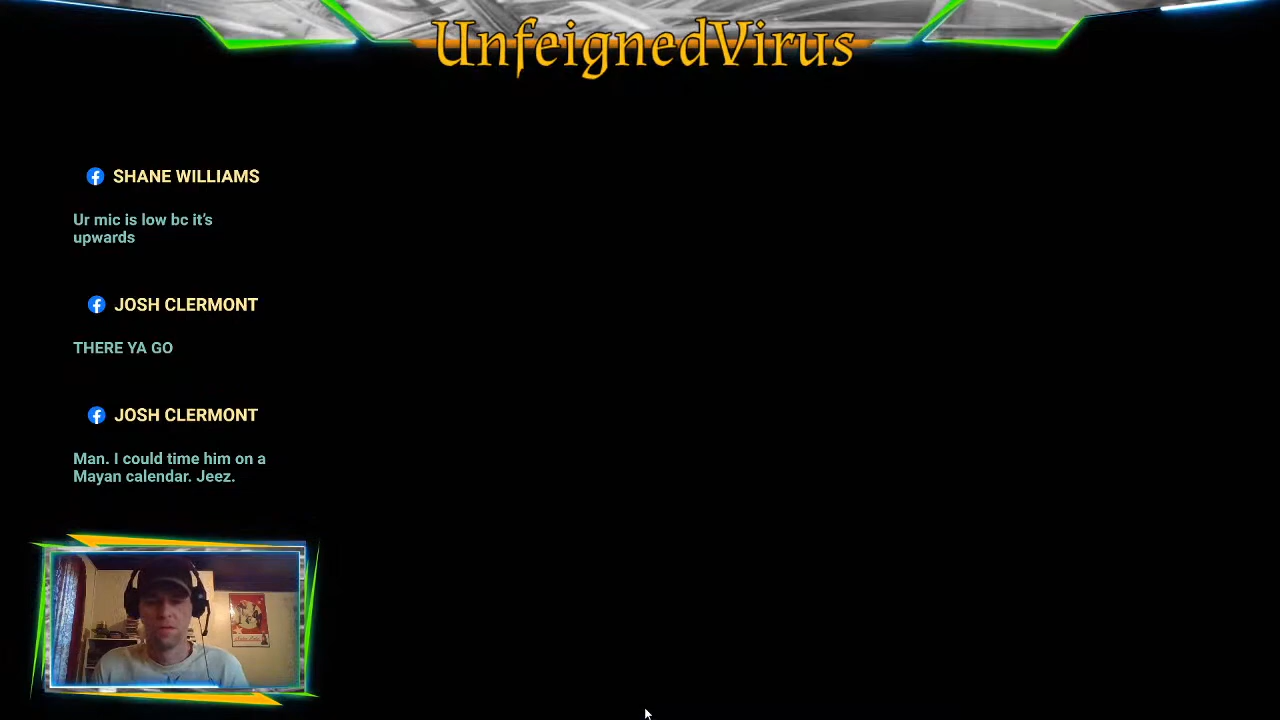 UnfeignedVirus
SHANE WILLIAMS
Ur mic is low bc it’s
upwards
JOSH CLERMONT
THERE YA GO
JOSH CLERMONT
Man. I could time him on a
Mayan calendar. Jeez.